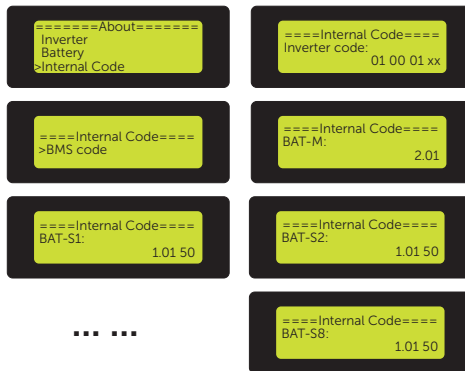 =======About=======
Inverter
Battery
>Internal Code
====Internal Code====
Inverter code:
01 00 01 xx
====Internal Code====
>BMS code
====Internal Code====
BAT-M:
2.01
====Internal Code====
BAT-S1:
1.01 50
====Internal Code====
BAT-S2:
1.01 50
... ...
====Internal Code====
BAT-S8:
1.01 50